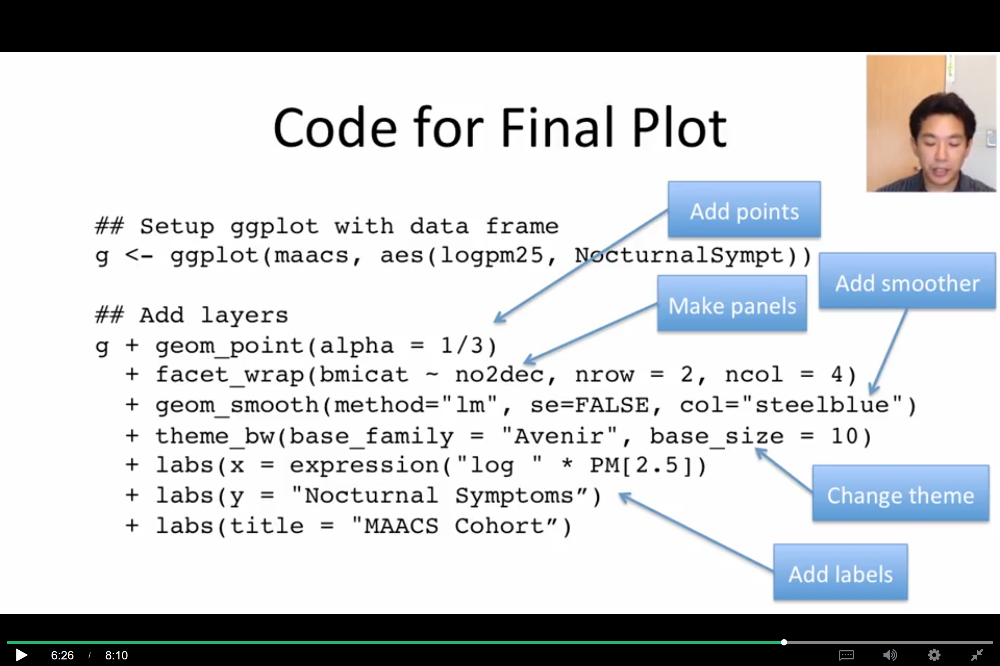 Code for Final Plot
Add points
## Setup ggplot with data frame
g <- ggplot(maacs, aes(logpm25, NocturnalSympt))
Add smoother
Make panels
## Add layers
g + geom_point(alpha = 1/3)
+ facet_wrap(bmicat ~ no2dec, nrow = 2, ncol = 4)
+ geom_smooth(method="lm", se=FALSE, col="steelblue")
+ theme_bw(base_family = "Avenir", base_size = 10)
+ labs(x = expression("log " * PM[2.5])
+ labs(y = "Nocturnal Symptoms”)
+ labs(title = "MAACS Cohort”)
Change theme
Add labels
6:26 / 8:10